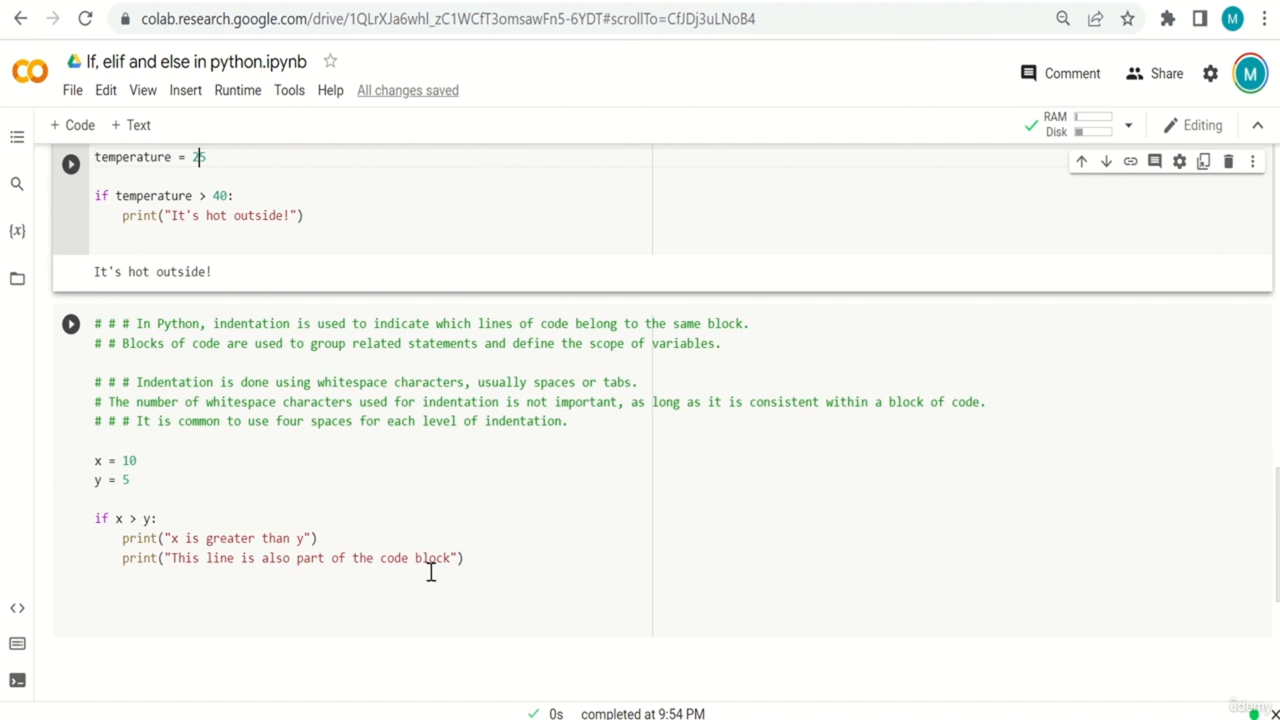 colab.research.google.com/drive/1QLrXJa6whl_zC1WCfT3omsawFn5-6YDT#scrollTo=CfJDj3uLNoB4
M
If, elif and else in python.ipynb
File Edit View Insert Runtime Tools Help All changes saved
Comment Share M
+ Code + Text
RAM
Disk
Editing
temperature = 25
if temperature > 40:
print("It's hot outside!")
It's hot outside!
# # # In Python, indentation is used to indicate which lines of code belong to the same block.
# # Blocks of code are used to group related statements and define the scope of variables.
# # # Indentation is done using whitespace characters, usually spaces or tabs.
# The number of whitespace characters used for indentation is not important, as long as it is consistent within a block of code.
# # # It is common to use four spaces for each level of indentation.
x = 10
y = 5
if x > y:
print("x is greater than y")
print("This line is also part of the code block")
0s completed at 9:54 PM
udemy